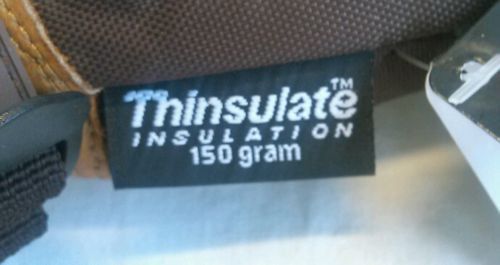 Thinsulate™
INSULATION
150 gram